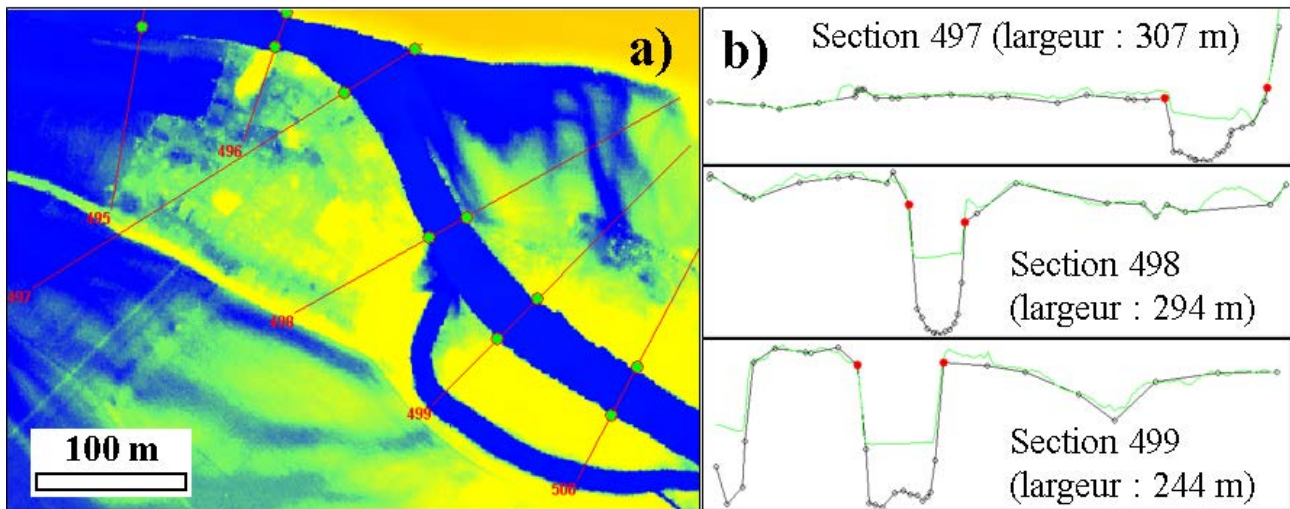 a)
495
496
497
498
499
500
100 m
b)
Section 497 (largeur : 307 m)
Section 498
(largeur : 294 m)
Section 499
(largeur : 244 m)